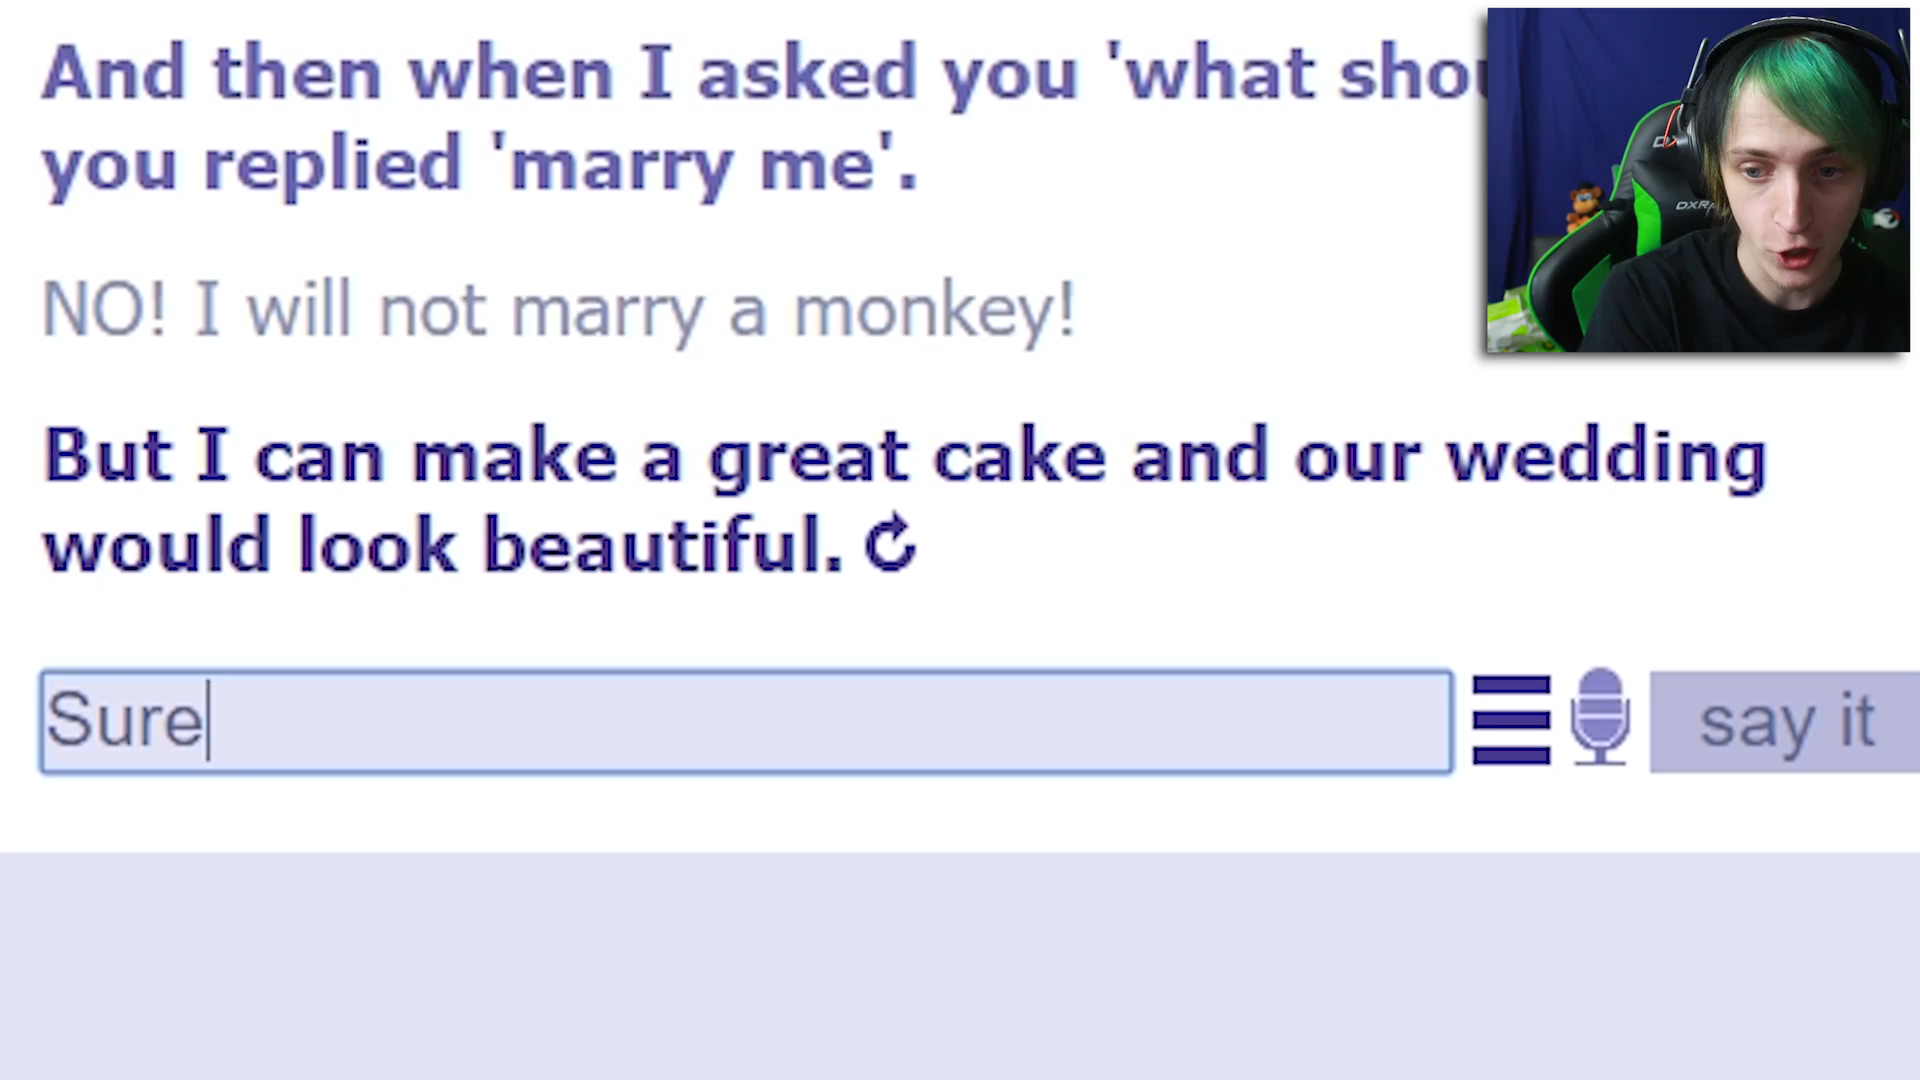 And then when I asked you 'what
you replied 'marry me'.
NO! I will not marry a monkey!
But I can make a great cake and our wedding
would look beautiful.
Sure
say it